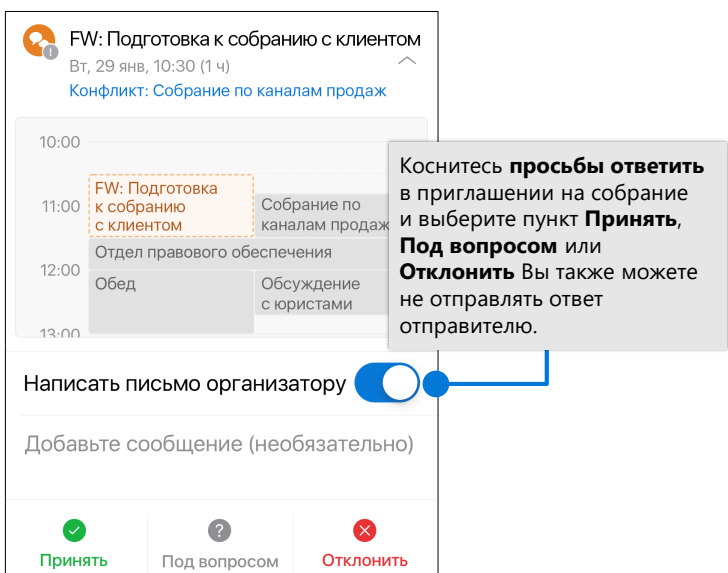 FW: Подготовка к собранию с клиентом
Вт, 29 янв, 10:30 (1 ч)
Конфликт: Собрание по каналам продаж
10:00
FW: Подготовка
к собранию
с клиентом
11:00
Собрание по
каналам продаж
Отдел правового обеспечения
12:00
Обед
Обсуждение
с юристами
13:00
Коснитесь просьбы ответить
в приглашении на собрание
и выберите пункт Принять,
Под вопросом или
Отклонить Вы также можете
не отправлять ответ
отправителю.
Написать письмо организатору
Добавьте сообщение (необязательно)
Принять
Под вопросом
Отклонить